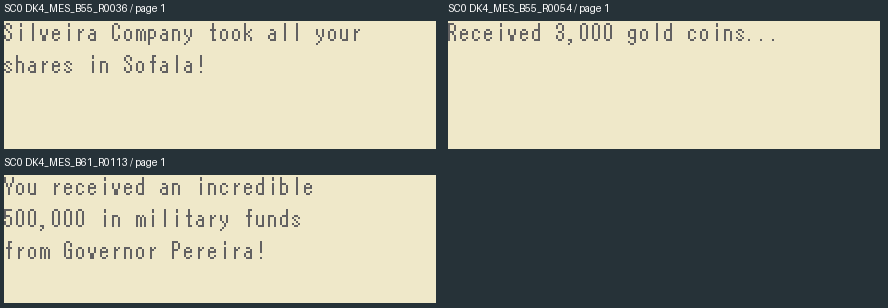 SC0 DK4_MES_B55_R0036 / page 1
Silveira Company took all your
shares in Sofala!
SC0 DK4_MES_B55_R0054 / page 1
Received 3,000 gold coins...
SC0 DK4_MES_B61_R0113 / page 1
You received an incredible
500,000 in military funds
from Governor Pereira!